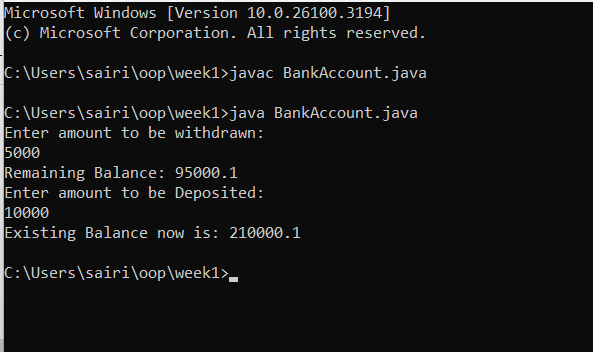 Microsoft Windows [Version 10.0.26100.3194]
(c) Microsoft Corporation. All rights reserved.
C:\Users\sairi\oop\week1>javac BankAccount.java
C:\Users\sairi\oop\week1>java BankAccount.java
Enter amount to be withdrawn:
5000
Remaining Balance: 95000.1
Enter amount to be Deposited:
10000
Existing Balance now is: 210000.1
C:\Users\sairi\oop\week1>